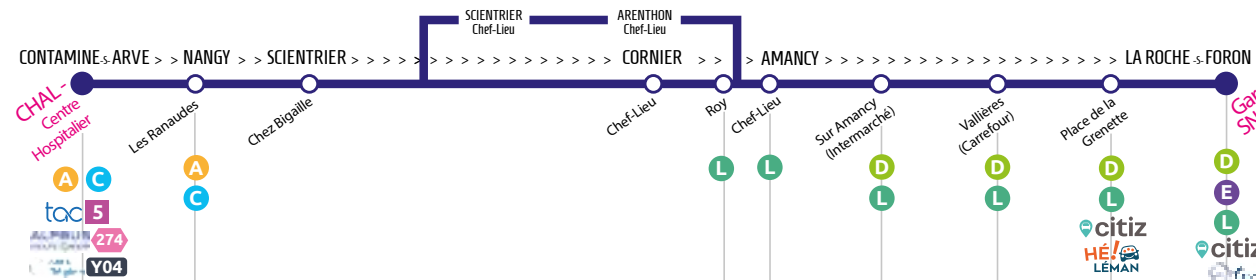 SCIENTRIER
Chef-Lieu
ARENTHON
Chef-Lieu
CONTAMINE-S-ARVE > > NANGY > > SCIENTRIER > > > > > > > > > > > > > > > > CORNIER > > > AMANCY > > > > > > > > > > > > > > > > > > LA ROCHE-S-FORON
CHAL -
Centre
Hospitalier
Les Ranaudes
Chez Bigaille
Chef-Lieu
Roy
Chef-Lieu
Sur Amancy
(Intermarché)
Vallières
(Carrefour)
Place de la
Grenette
A C
tac 5
274
Y04
A
C
L
L
D
L
D
L
D
L
citiz
HÉ!
LÉMAN
D
E
L
citiz